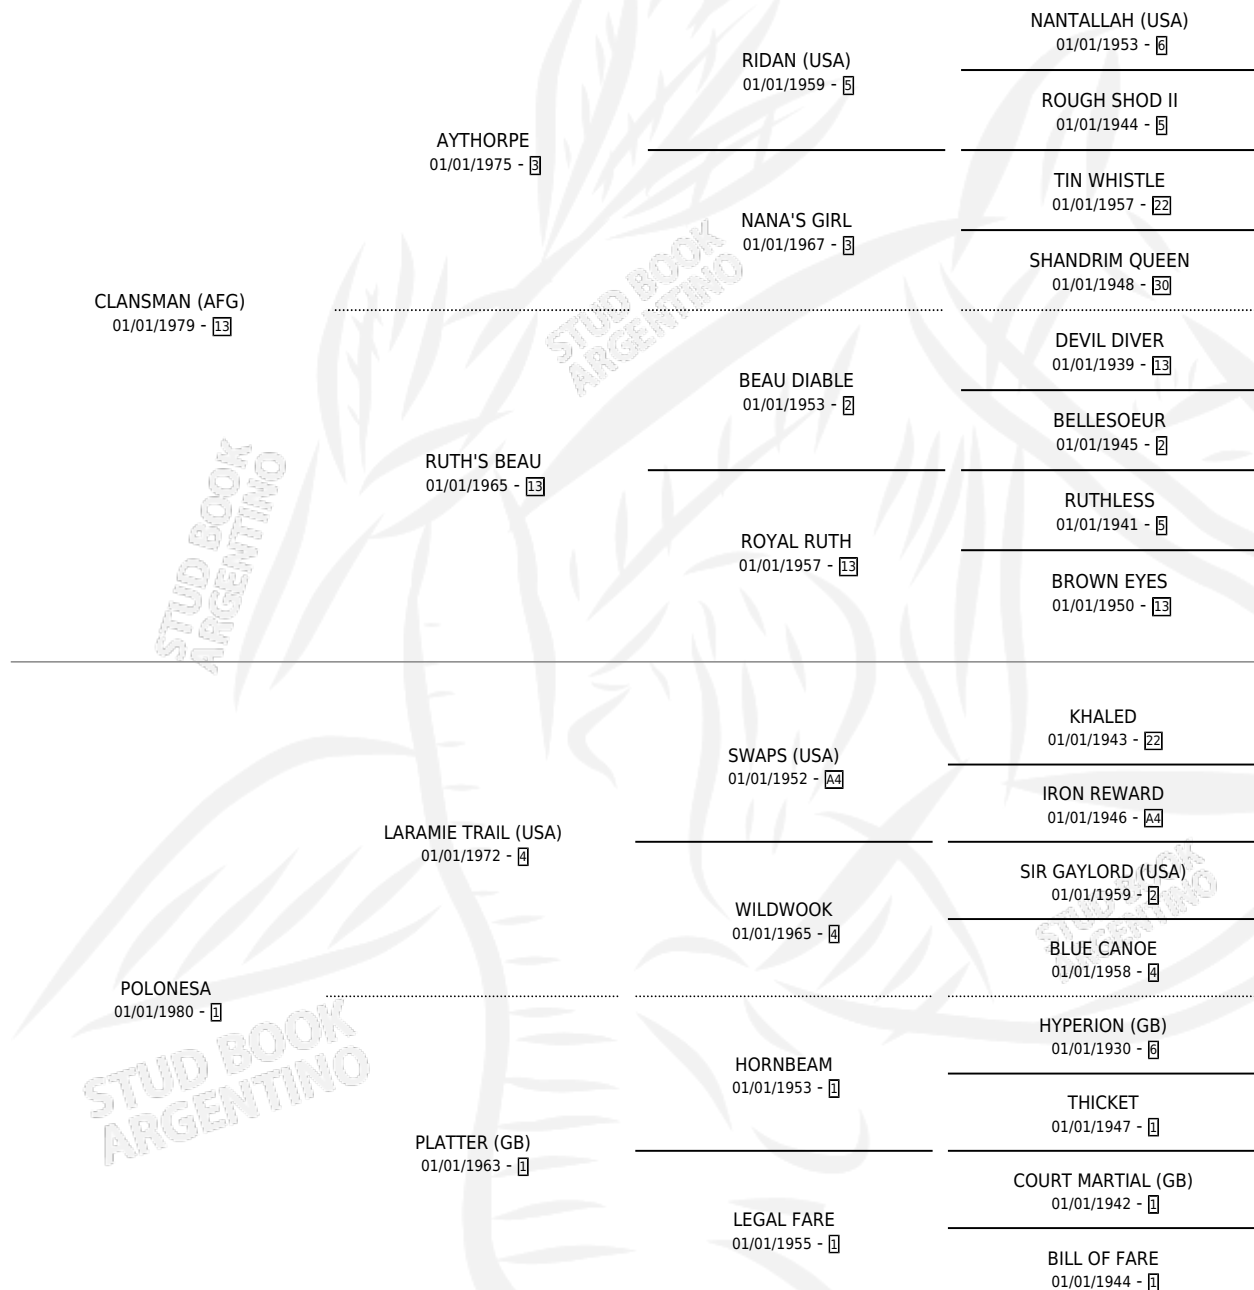 NANTALLAH (USA)
01/01/1953 - 6
RIDAN (USA)
01/01/1959 - 5
ROUGH SHOD II
01/01/1944 - 5
AYTHORPE
01/01/1975 - 3
TIN WHISTLE
01/01/1957 - 22
NANA'S GIRL
01/01/1967 - 3
SHANDRIM QUEEN
01/01/1948 - 30
CLANSMAN (AFG)
01/01/1979 - 13
DEVIL DIVER
01/01/1939 - 13
BEAU DIABLE
01/01/1953 - 2
BELLESOEUR
01/01/1945 - 2
RUTH'S BEAU
01/01/1965 - 13
RUTHLESS
01/01/1941 - 5
ROYAL RUTH
01/01/1957 - 13
BROWN EYES
01/01/1950 - 13
KHALED
01/01/1943 - 22
SWAPS (USA)
01/01/1952 - A4
IRON REWARD
01/01/1946 - A4
LARAMIE TRAIL (USA)
01/01/1972 - 4
SIR GAYLORD (USA)
01/01/1959 - 2
WILDWOOK
01/01/1965 - 4
BLUE CANOE
01/01/1958 - 4
POLONESA
01/01/1980 - 1
HYPERION (GB)
01/01/1930 - 6
HORNBEAM
01/01/1953 - 1
THICKET
01/01/1947 - 1
PLATTER (GB)
01/01/1963 - 1
COURT MARTIAL (GB)
01/01/1942 - 1
LEGAL FARE
01/01/1955 - 1
BILL OF FARE
01/01/1944 - 1
STUD BOOK
ARGENTINO
STUD BOOK
ARGENTINO
STUD BOOK
ARGENTINO
STUD BOOK
ARGENTINO